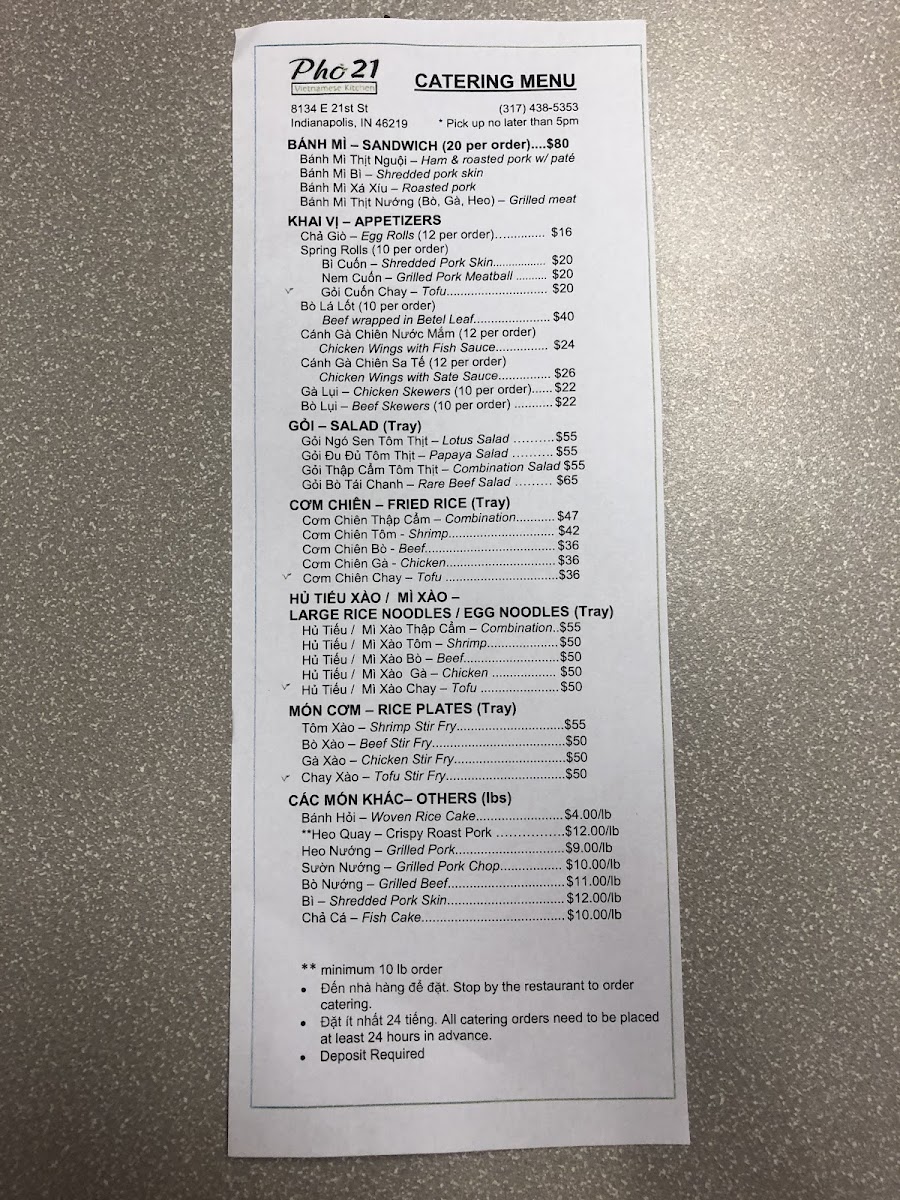 Phở 21
Vietnamese Kitchen
CATERING MENU
8134 E 21st St
(317) 438-5353
Indianapolis, IN 46219
* Pick up no later than 5pm
BÁNH MÌ – SANDWICH (20 per order)....$80
Bánh Mì Thịt Nguội – Ham & roasted pork w/ paté
Bánh Mì Bì – Shredded pork skin
Bánh Mì Xá Xíu – Roasted pork
Bánh Mì Thịt Nướng (Bò, Gà, Heo) – Grilled meat
KHAI VỊ – APPETIZERS
Chả Giò – Egg Rolls (12 per order).............. $16
Spring Rolls (10 per order)
Bì Cuốn – Shredded Pork Skin................ $20
Nem Cuốn – Grilled Pork Meatball .......... $20
Gỏi Cuốn Chay – Tofu.......................... $20
Bò Lá Lốt (10 per order)
Beef wrapped in Betel Leaf...................... $40
Cánh Gà Chiên Nước Mắm (12 per order)
Chicken Wings with Fish Sauce............... $24
Cánh Gà Chiên Sa Tế (12 per order)
Chicken Wings with Sate Sauce............... $26
Gà Lụi – Chicken Skewers (10 per order)...... $22
Bò Lụi – Beef Skewers (10 per order) ........... $22
GỎI – SALAD (Tray)
Gỏi Ngó Sen Tôm Thịt – Lotus Salad .......... $55
Gỏi Đu Đủ Tôm Thịt – Papaya Salad .......... $55
Gỏi Thập Cẩm Tôm Thịt – Combination Salad $55
Gỏi Bò Tái Chanh – Rare Beef Salad ......... $65
CƠM CHIÊN – FRIED RICE (Tray)
Cơm Chiên Thập Cẩm – Combination........... $47
Cơm Chiên Tôm - Shrimp.............................. $42
Cơm Chiên Bò - Beef.....................................$36
Cơm Chiên Gà - Chicken...............................$36
Cơm Chiên Chay – Tofu ................................$36
HỦ TIẾU XÀO / MÌ XÀO –
LARGE RICE NOODLES / EGG NOODLES (Tray)
Hủ Tiếu / Mì Xào Thập Cẩm – Combination..$55
Hủ Tiếu / Mì Xào Tôm – Shrimp....................$50
Hủ Tiếu / Mì Xào Bò – Beef...........................$50
Hủ Tiếu / Mì Xào Gà – Chicken .................. $50
Hủ Tiếu / Mì Xào Chay – Tofu ......................$50
MÓN CƠM – RICE PLATES (Tray)
Tôm Xào – Shrimp Stir Fry..............................$55
Bò Xào – Beef Stir Fry.....................................$50
Gà Xào – Chicken Stir Fry...............................$50
Chay Xào – Tofu Stir Fry.................................$50
CÁC MÓN KHÁC– OTHERS (lbs)
Bánh Hỏi – Woven Rice Cake........................$4.00/lb
**Heo Quay – Crispy Roast Pork ..................$12.00/lb
Heo Nướng – Grilled Pork..............................$9.00/lb
Sườn Nướng – Grilled Pork Chop................. $10.00/lb
Bò Nướng – Grilled Beef................................$11.00/lb
Bì – Shredded Pork Skin................................$12.00/lb
Chả Cá – Fish Cake.......................................$10.00/lb
** minimum 10 lb order
• Đến nhà hàng để đặt. Stop by the restaurant to order
catering.
• Đặt ít nhất 24 tiếng. All catering orders need to be placed
at least 24 hours in advance.
• Deposit Required